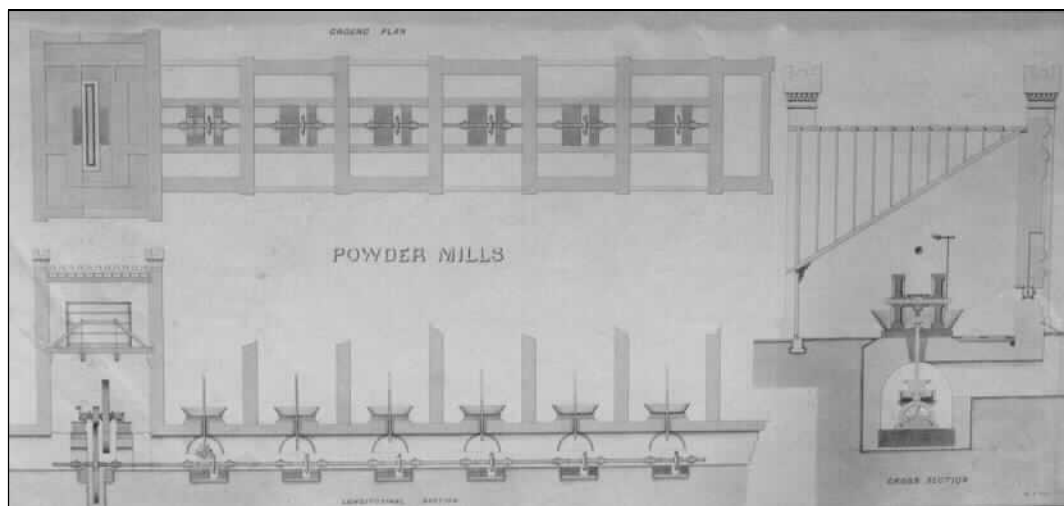 GROUND PLAN
POWDER MILLS
LONGITUDINAL SECTION
CROSS SECTION